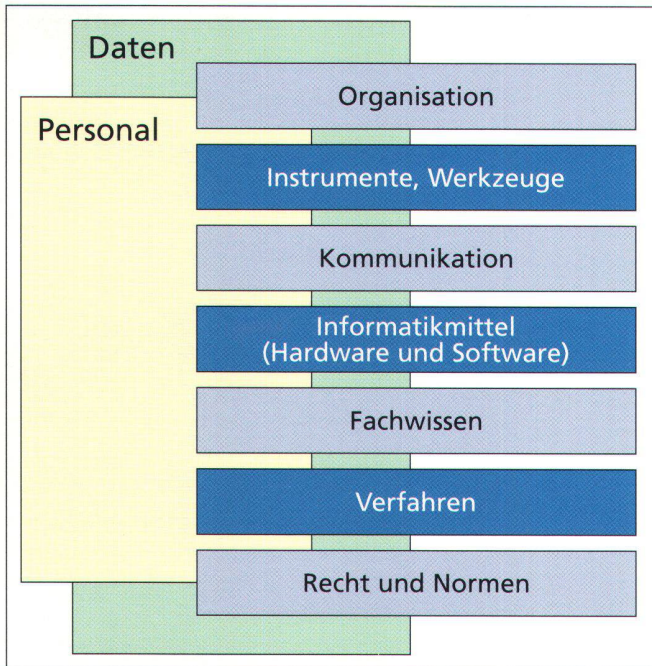 Daten
Organisation
Personal
Instrumente, Werkzeuge
Kommunikation
Informatikmittel
(Hardware und Software)
Fachwissen
Verfahren
Recht und Normen